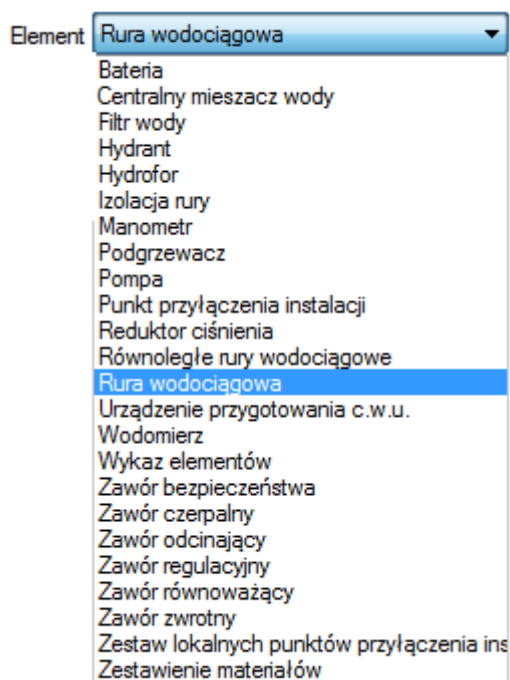 Element Rura wodociągowa
Bateria
Centralny mieszacz wody
Filtr wody
Hydrant
Hydrofor
Izolacja rury
Manometr
Podgrzewacz
Pompa
Punkt przyłączenia instalacji
Reduktor ciśnienia
Równoległe rury wodociągowe
Rura wodociągowa
Urządzenie przygotowania c.w.u.
Wodomierz
Wykaz elementów
Zawór bezpieczeństwa
Zawór czerpalny
Zawór odcinający
Zawór regulacyjny
Zawór równoważący
Zawór zwrotny
Zestaw lokalnych punktów przyłączenia ins
Zestawienie materiałów